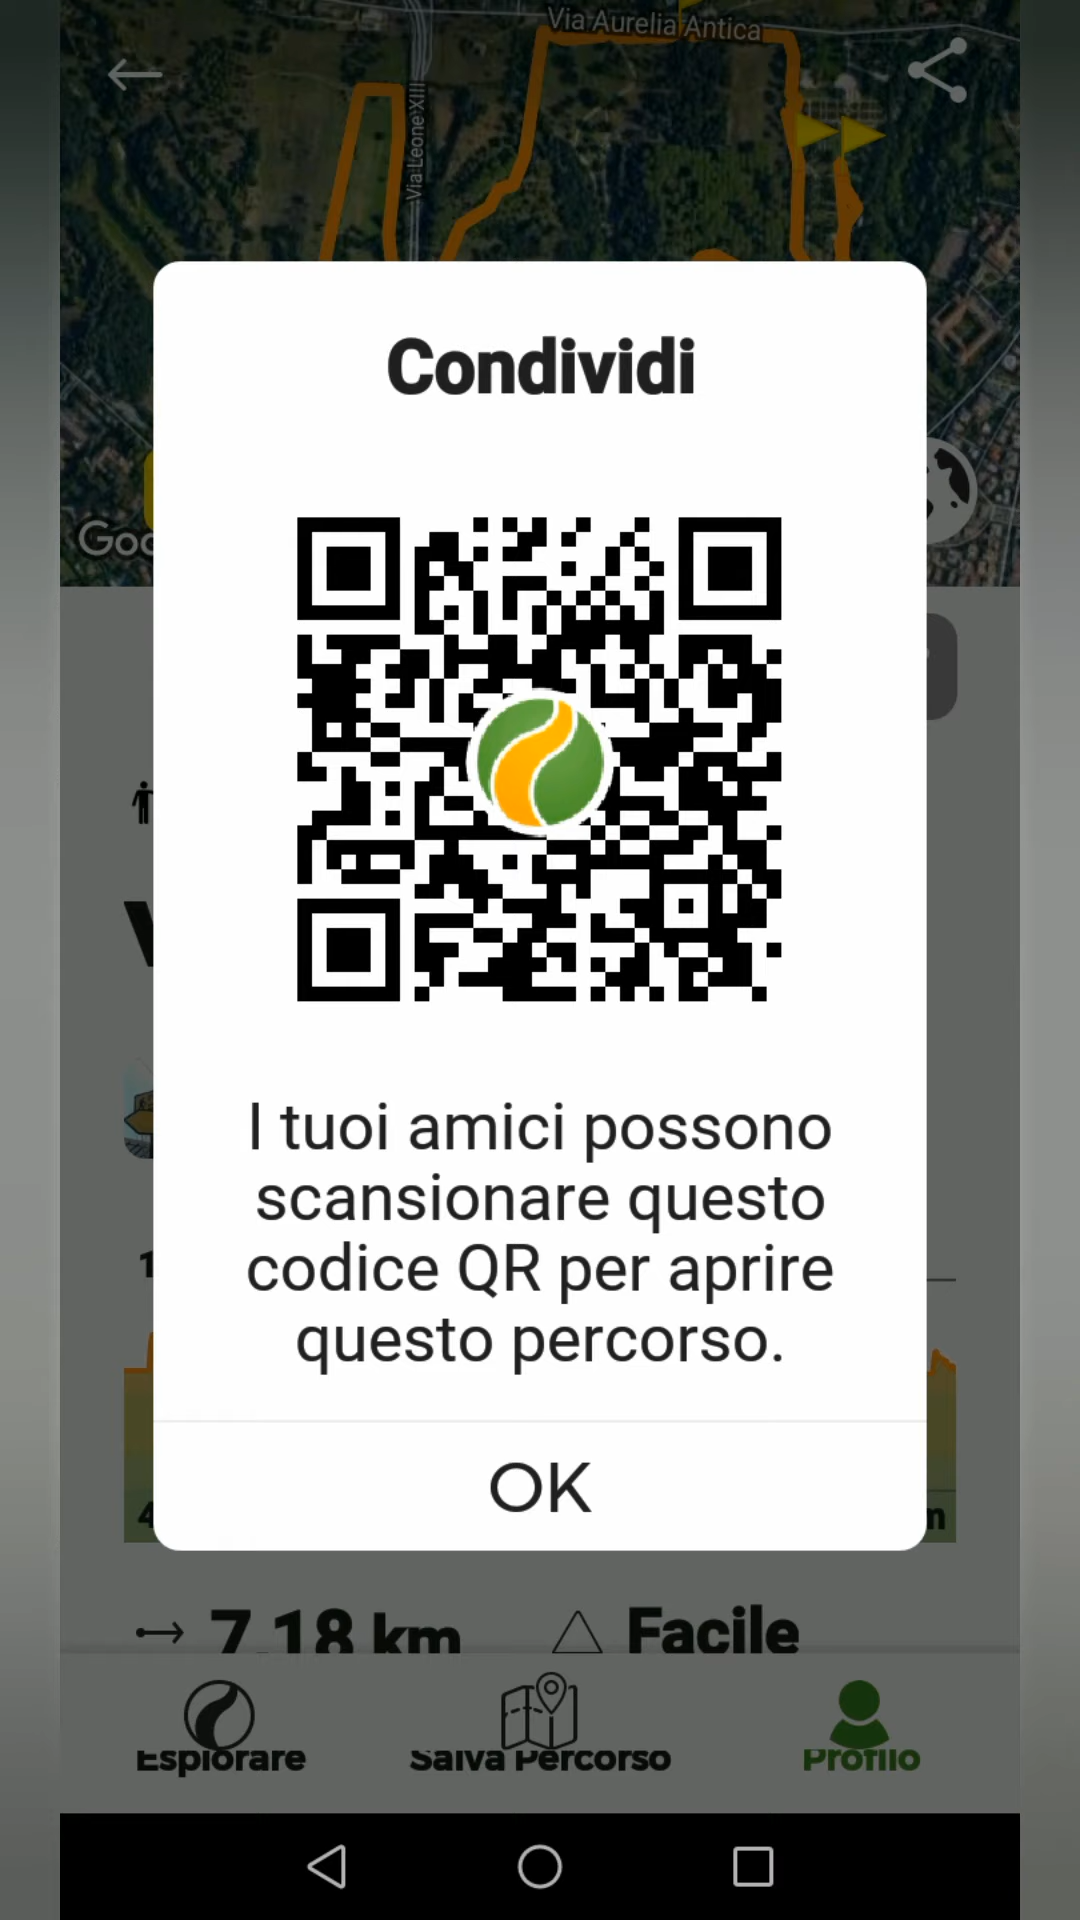 Via Aurelia Antica
Via Leone XIII
Condividi
I tuoi amici possono
scansionare questo
codice QR per aprire
questo percorso.
OK
7.18 km
Facile
Esplorare
Salva Percorso
Profilo